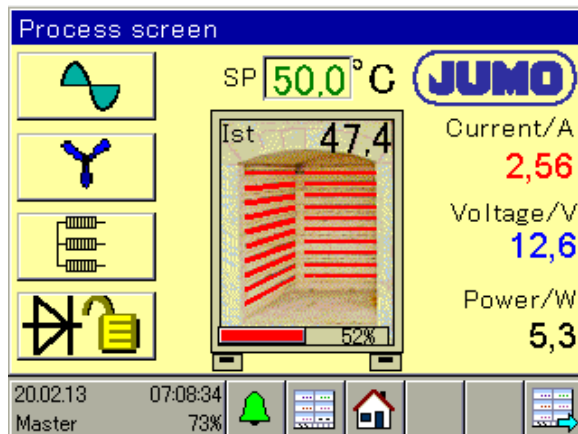 Process screen
SP 50,0°C
JUMO
Ist 47,4
Current/A
2,56
Voltage/V
12,6
Power/W
5,3
52%
20.02.13 07:08:34
Master 73%